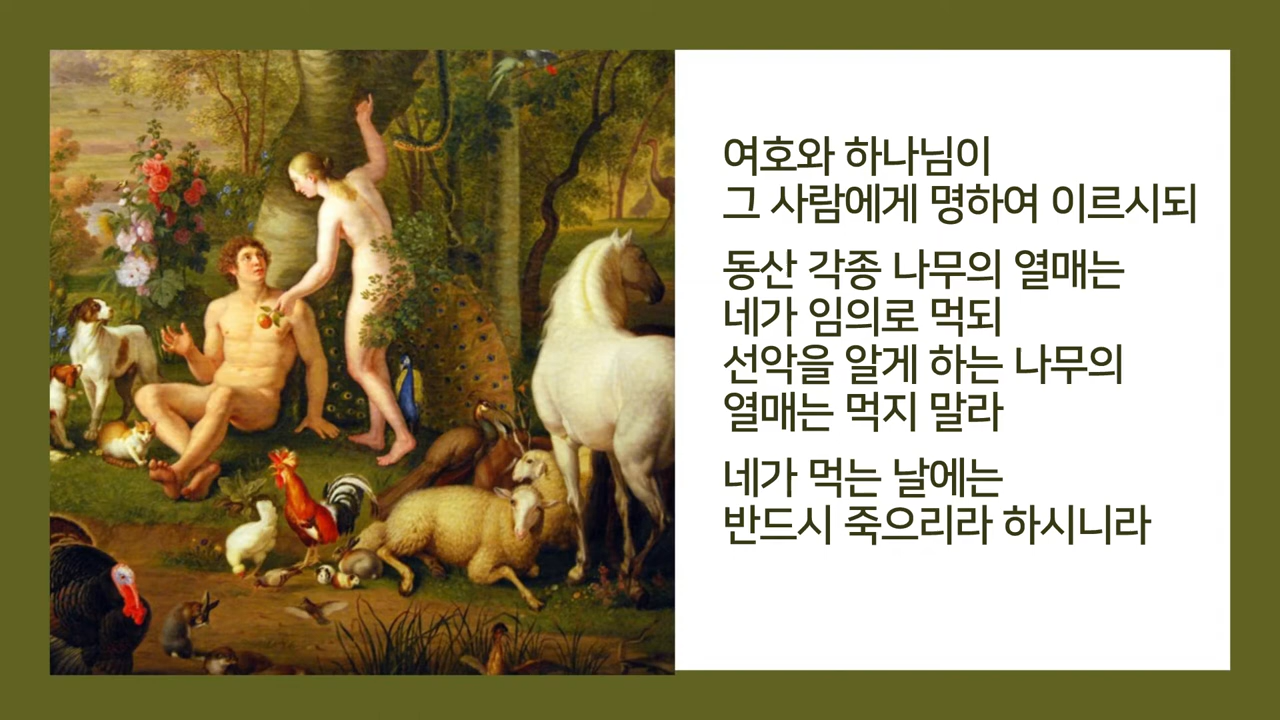 여호와 하나님이
그 사람에게 명하여 이르시되
동산 각종 나무의 열매는
네가 임의로 먹되
선악을 알게 하는 나무의
열매는 먹지 말라
네가 먹는 날에는
반드시 죽으리라 하시니라